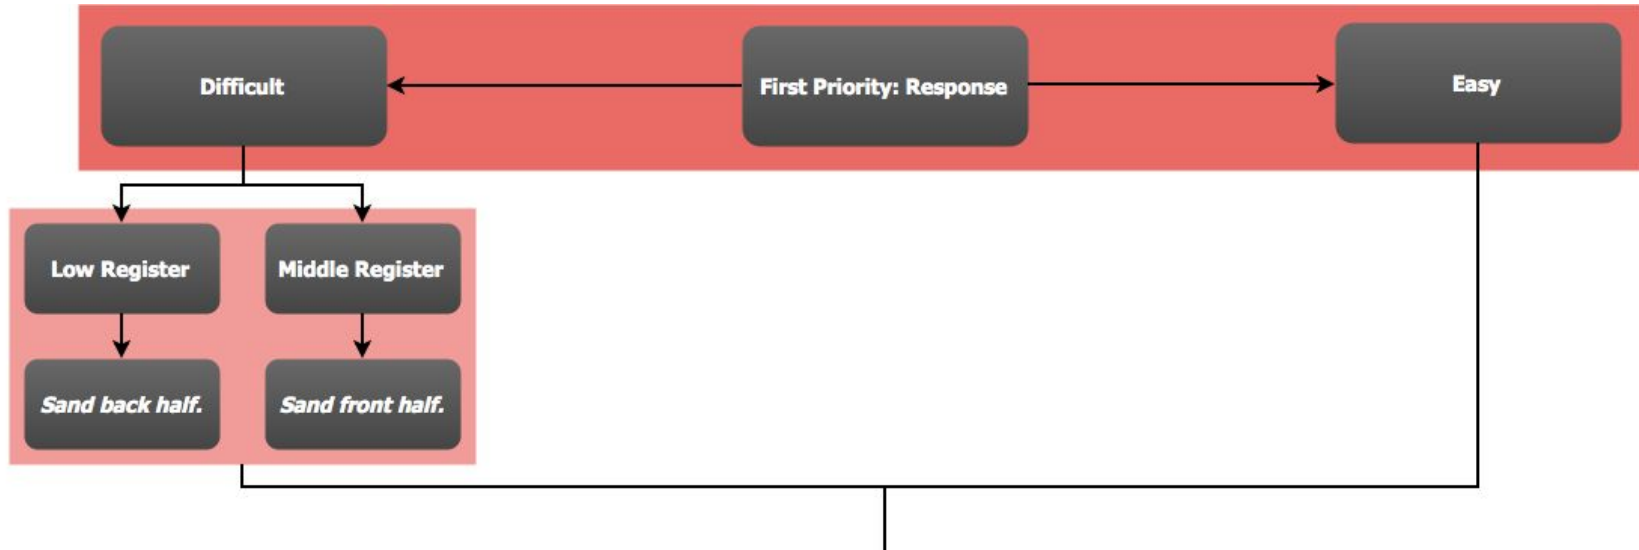 Difficult
First Priority: Response
Easy
Low Register
Middle Register
Sand back half.
Sand front half.